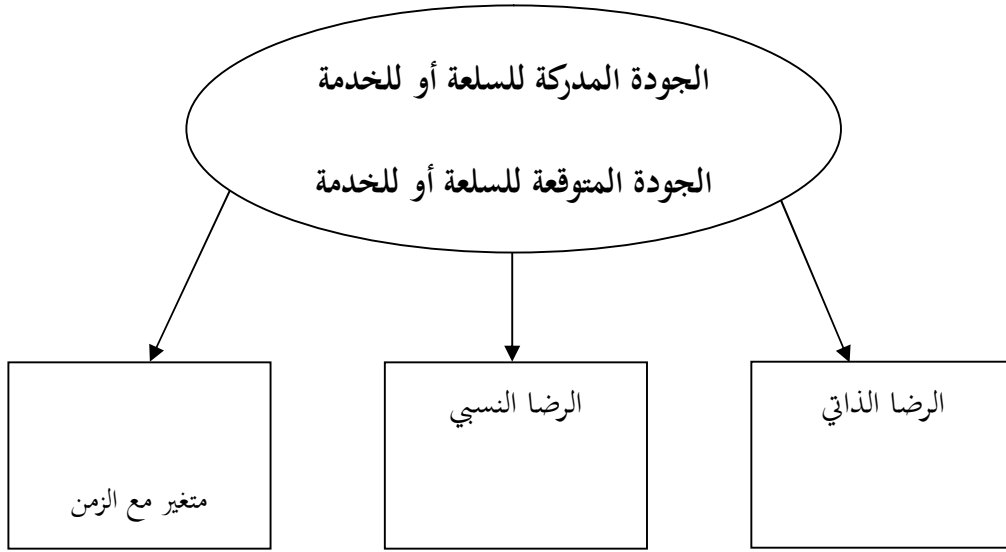 الجودة المدركة للسلعة أو للخدمة
الجودة المتوقعة للسلعة أو للخدمة
الرضا الذاتي
الرضا النسبي
متغير مع الزمن